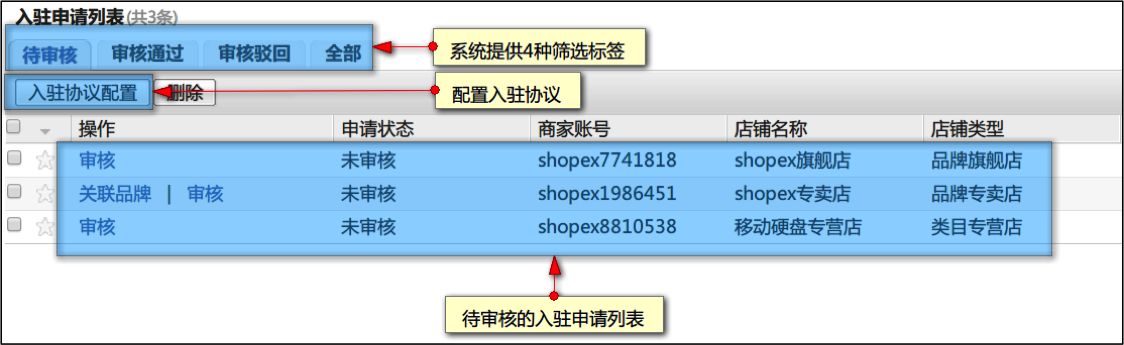 入驻申请列表(共3条)
待审核 审核通过 审核驳回 全部
系统提供4种筛选标签
入驻协议配置 删除
配置入驻协议
操作 申请状态 商家账号 店铺名称 店铺类型
审核 未审核 shopex7741818 shopex旗舰店 品牌旗舰店
关联品牌 | 审核 未审核 shopex1986451 shopex专卖店 品牌专卖店
审核 未审核 shopex8810538 移动硬盘专营店 类目专营店
待审核的入驻申请列表